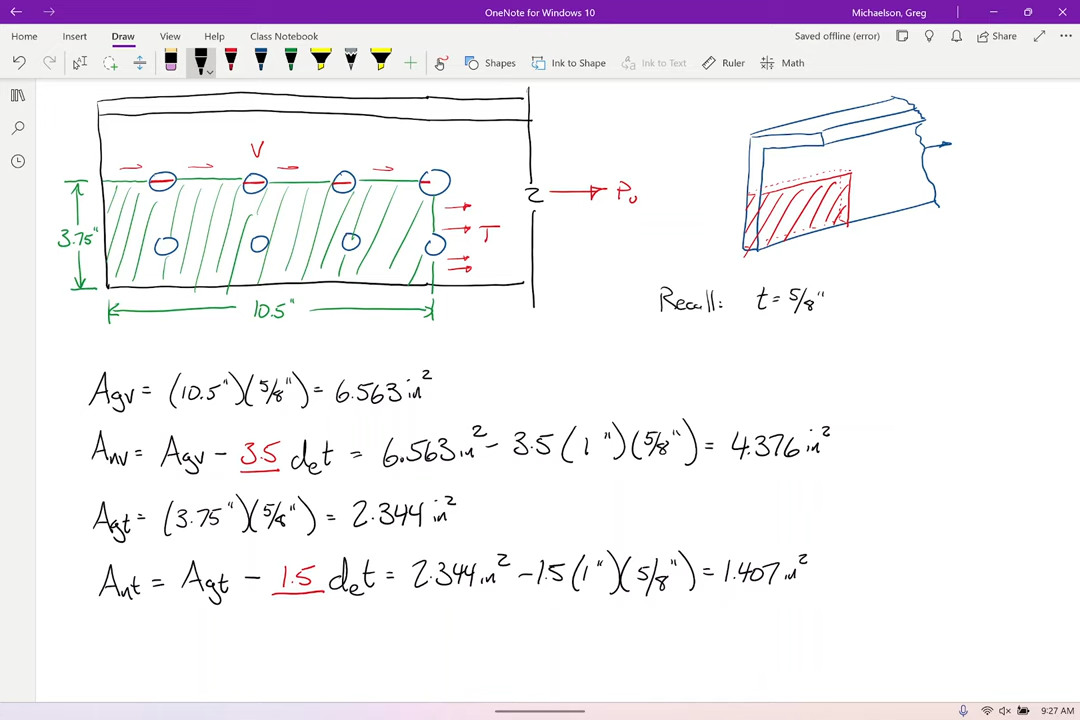 OneNote for Windows 10
Michaelson, Greg
Home Insert Draw View Help Class Notebook
Saved offline (error)
Share
Shapes Ink to Shape Ink to Text Ruler Math
V
3.75"
T
Pu
10.5"
Recall: t = 5/8"
Agv = (10.5")(5/8") = 6.563 in²
Anv = Agv - 3.5 det = 6.563 in² - 3.5 (1")(5/8") = 4.376 in²
Agt = (3.75")(5/8") = 2.344 in²
Ant = Agt - 1.5 det = 2.344 in² - 1.5 (1")(5/8") = 1.407 in²
9:27 AM